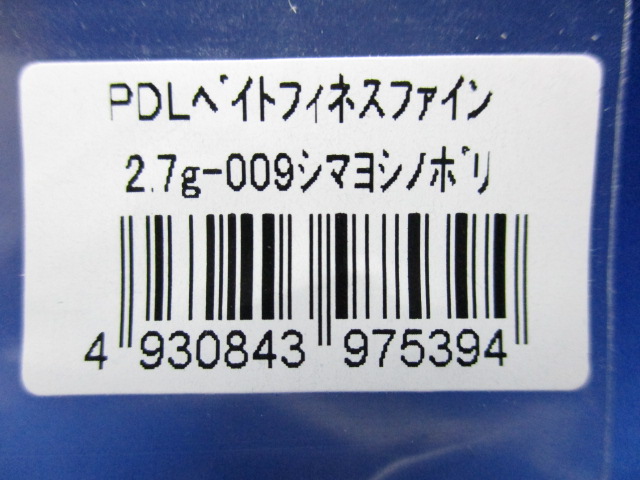 PDLﾍﾞｲﾄﾌｨﾈｽﾌｧｲﾝ
2.7g-009ｼﾏﾖｼﾉﾎﾞﾘ
4 930843 975394